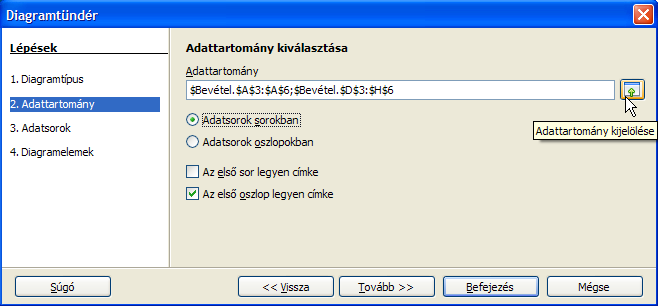 Diagramtündér
Lépések
1. Diagramtípus
2. Adattartomány
3. Adatsorok
4. Diagramelemek
Adattartomány kiválasztása
Adattartomány
$Bevétel.$A$3:$A$6;$Bevétel.$D$3:$H$6
Adatsorok sorokban
Adattartomány kijelölése
Adatsorok oszlopokban
Az első sor legyen címke
Az első oszlop legyen címke
Súgó
<< Vissza
Tovább >>
Befejezés
Mégse